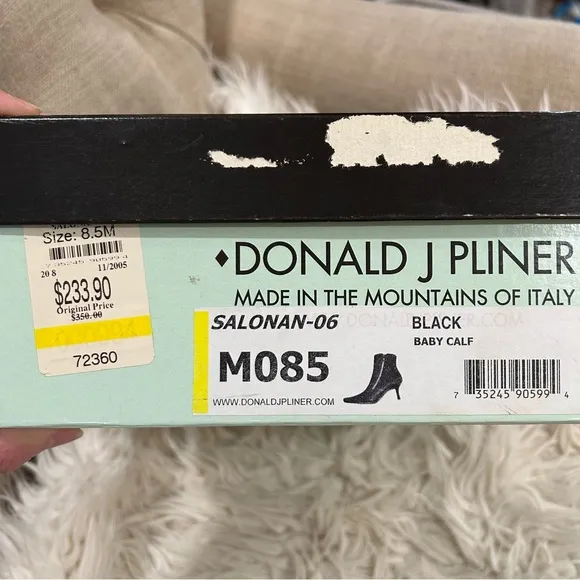 Size: 8.5M
20 8 11/2005
$233.90
Original Price
$350.00
72360
DONALD J PLINER
MADE IN THE MOUNTAINS OF ITALY
SALONAN-06 BLACK
BABY CALF
M085
WWW.DONALDJPLINER.COM
7 35245 90599 4